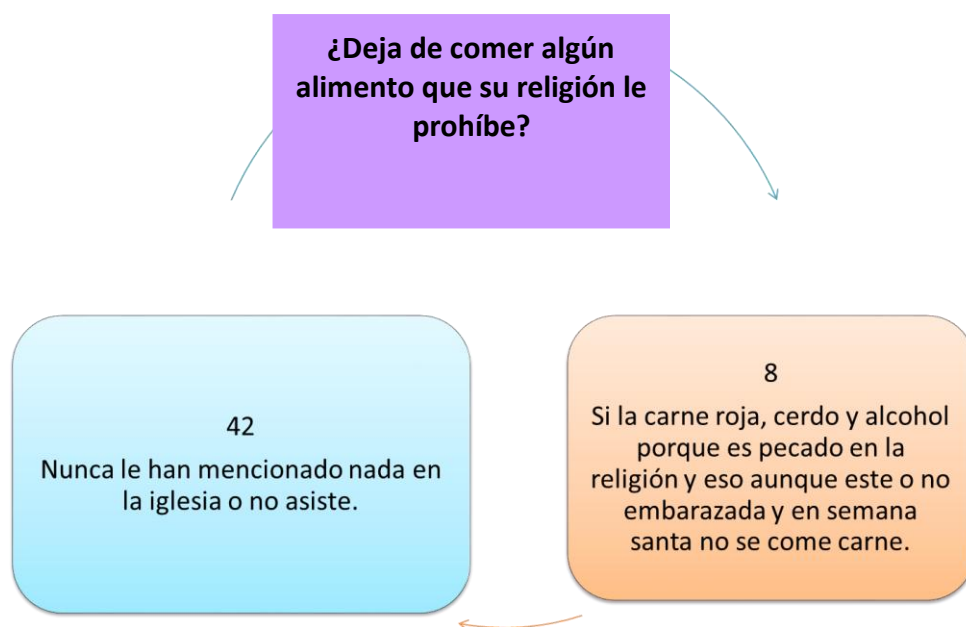 ¿Deja de comer algún
alimento que su religión le
prohíbe?
42
Nunca le han mencionado nada en
la iglesia o no asiste.
8
Si la carne roja, cerdo y alcohol
porque es pecado en la
religión y eso aunque este o no
embarazada y en semana
santa no se come carne.